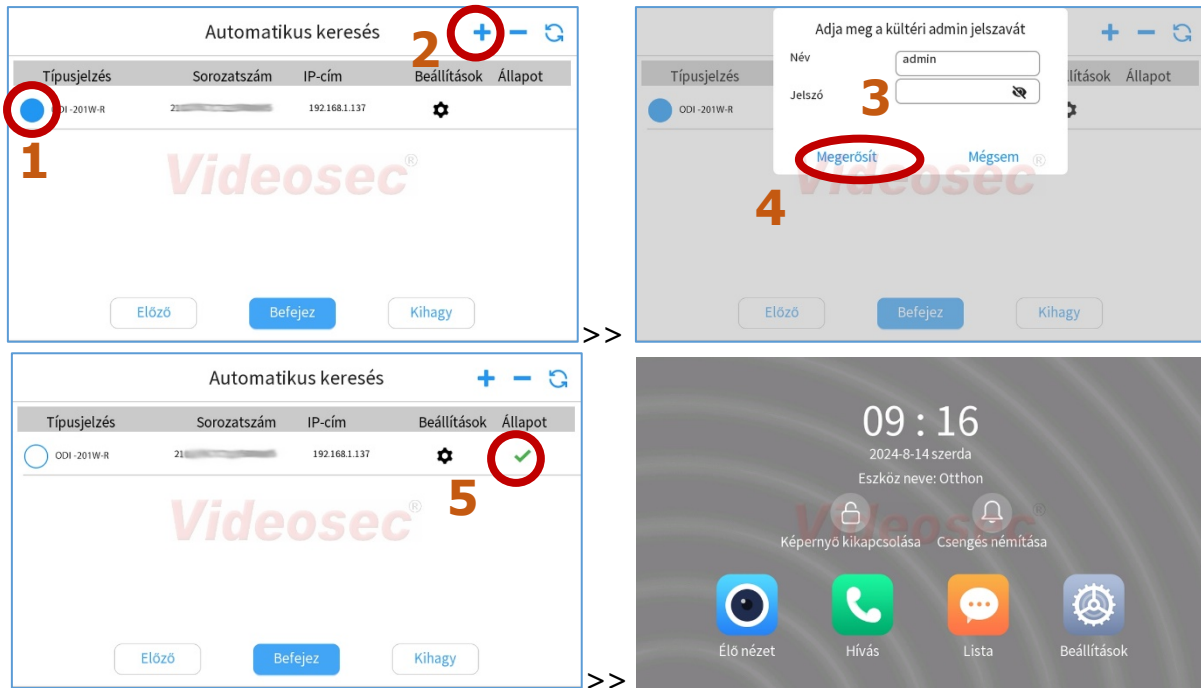 Automatikus keresés
2
Típusjelzés Sorozatszám IP-cím Beállítások Állapot
ODI -201W-R 21 192.168.1.137
1
Videosec®
Előző Befejez Kihagy
>>
Adja meg a kültéri admin jelszavát
Név admin
Jelszó
3
Típusjelzés lítások Állapot
ODI -201W-R
Megerősít Mégsem
Videosec®
4
Előző Befejez Kihagy
Automatikus keresés
Típusjelzés Sorozatszám IP-cím Beállítások Állapot
ODI -201W-R 21 192.168.1.137
5
Videosec®
Előző Befejez Kihagy
>>
09 : 16
2024-8-14 szerda
Eszköz neve: Otthon
Videosec®
Képernyő kikapcsolása Csengés némítása
Élő nézet Hívás Lista Beállítások